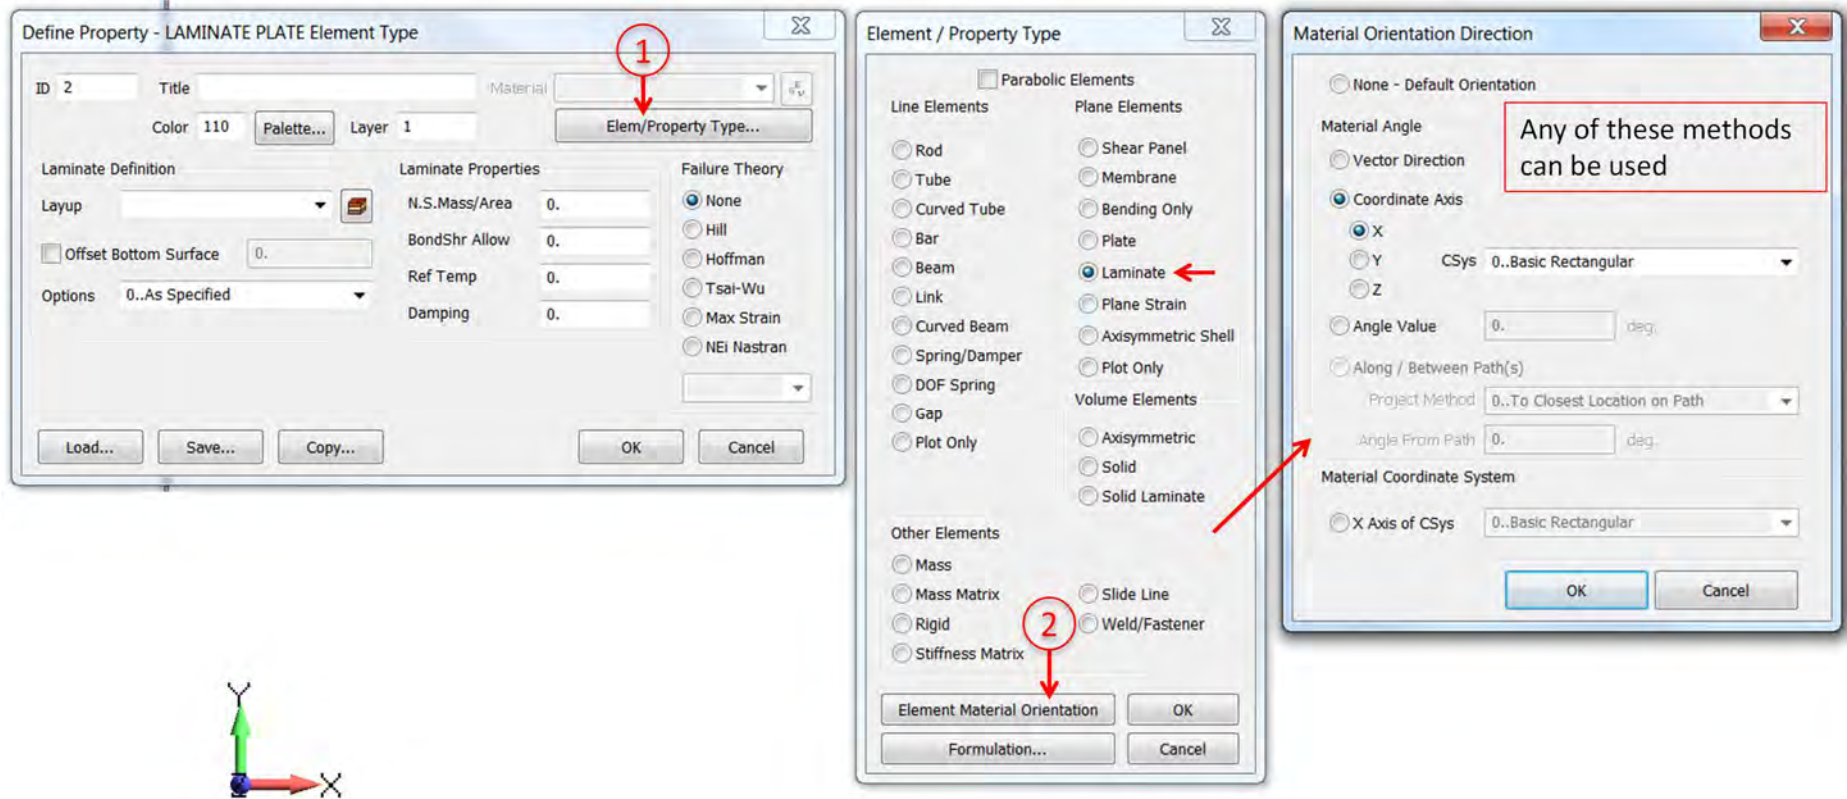 Define Property - LAMINATE PLATE Element Type
1
ID 2 Title Material
Color 110 Palette... Layer 1 Elem/Property Type...
Laminate Definition
Layup
Offset Bottom Surface 0.
Options 0..As Specified
Laminate Properties
N.S.Mass/Area 0.
BondShr Allow 0.
Ref Temp 0.
Damping 0.
Failure Theory
None
Hill
Hoffman
Tsai-Wu
Max Strain
NEi Nastran
Load... Save... Copy... OK Cancel
Y
X
Element / Property Type
Parabolic Elements
Line Elements
Rod
Tube
Curved Tube
Bar
Beam
Link
Curved Beam
Spring/Damper
DOF Spring
Gap
Plot Only
Plane Elements
Shear Panel
Membrane
Bending Only
Plate
Laminate
Plane Strain
Axisymmetric Shell
Plot Only
Volume Elements
Axisymmetric
Solid
Solid Laminate
Other Elements
Mass
Mass Matrix Slide Line
Rigid 2 Weld/Fastener
Stiffness Matrix
Element Material Orientation OK
Formulation... Cancel
Material Orientation Direction
None - Default Orientation
Any of these methods
can be used
Material Angle
Vector Direction
Coordinate Axis
X
Y CSys 0..Basic Rectangular
Z
Angle Value 0. deg.
Along / Between Path(s)
Project Method 0..To Closest Location on Path
Angle From Path 0. deg.
Material Coordinate System
X Axis of CSys 0..Basic Rectangular
OK Cancel